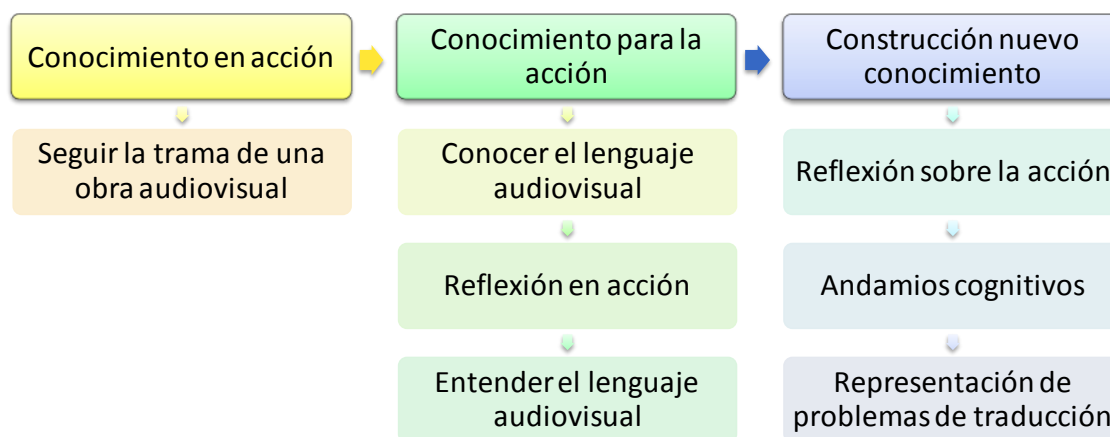 Conocimiento en acción
Seguir la trama de una
obra audiovisual
Conocimiento para la
acción
Conocer el lenguaje
audiovisual
Reflexión en acción
Entender el lenguaje
audiovisual
Construcción nuevo
conocimiento
Reflexión sobre la acción
Andamios cognitivos
Representación de
problemas de traducción